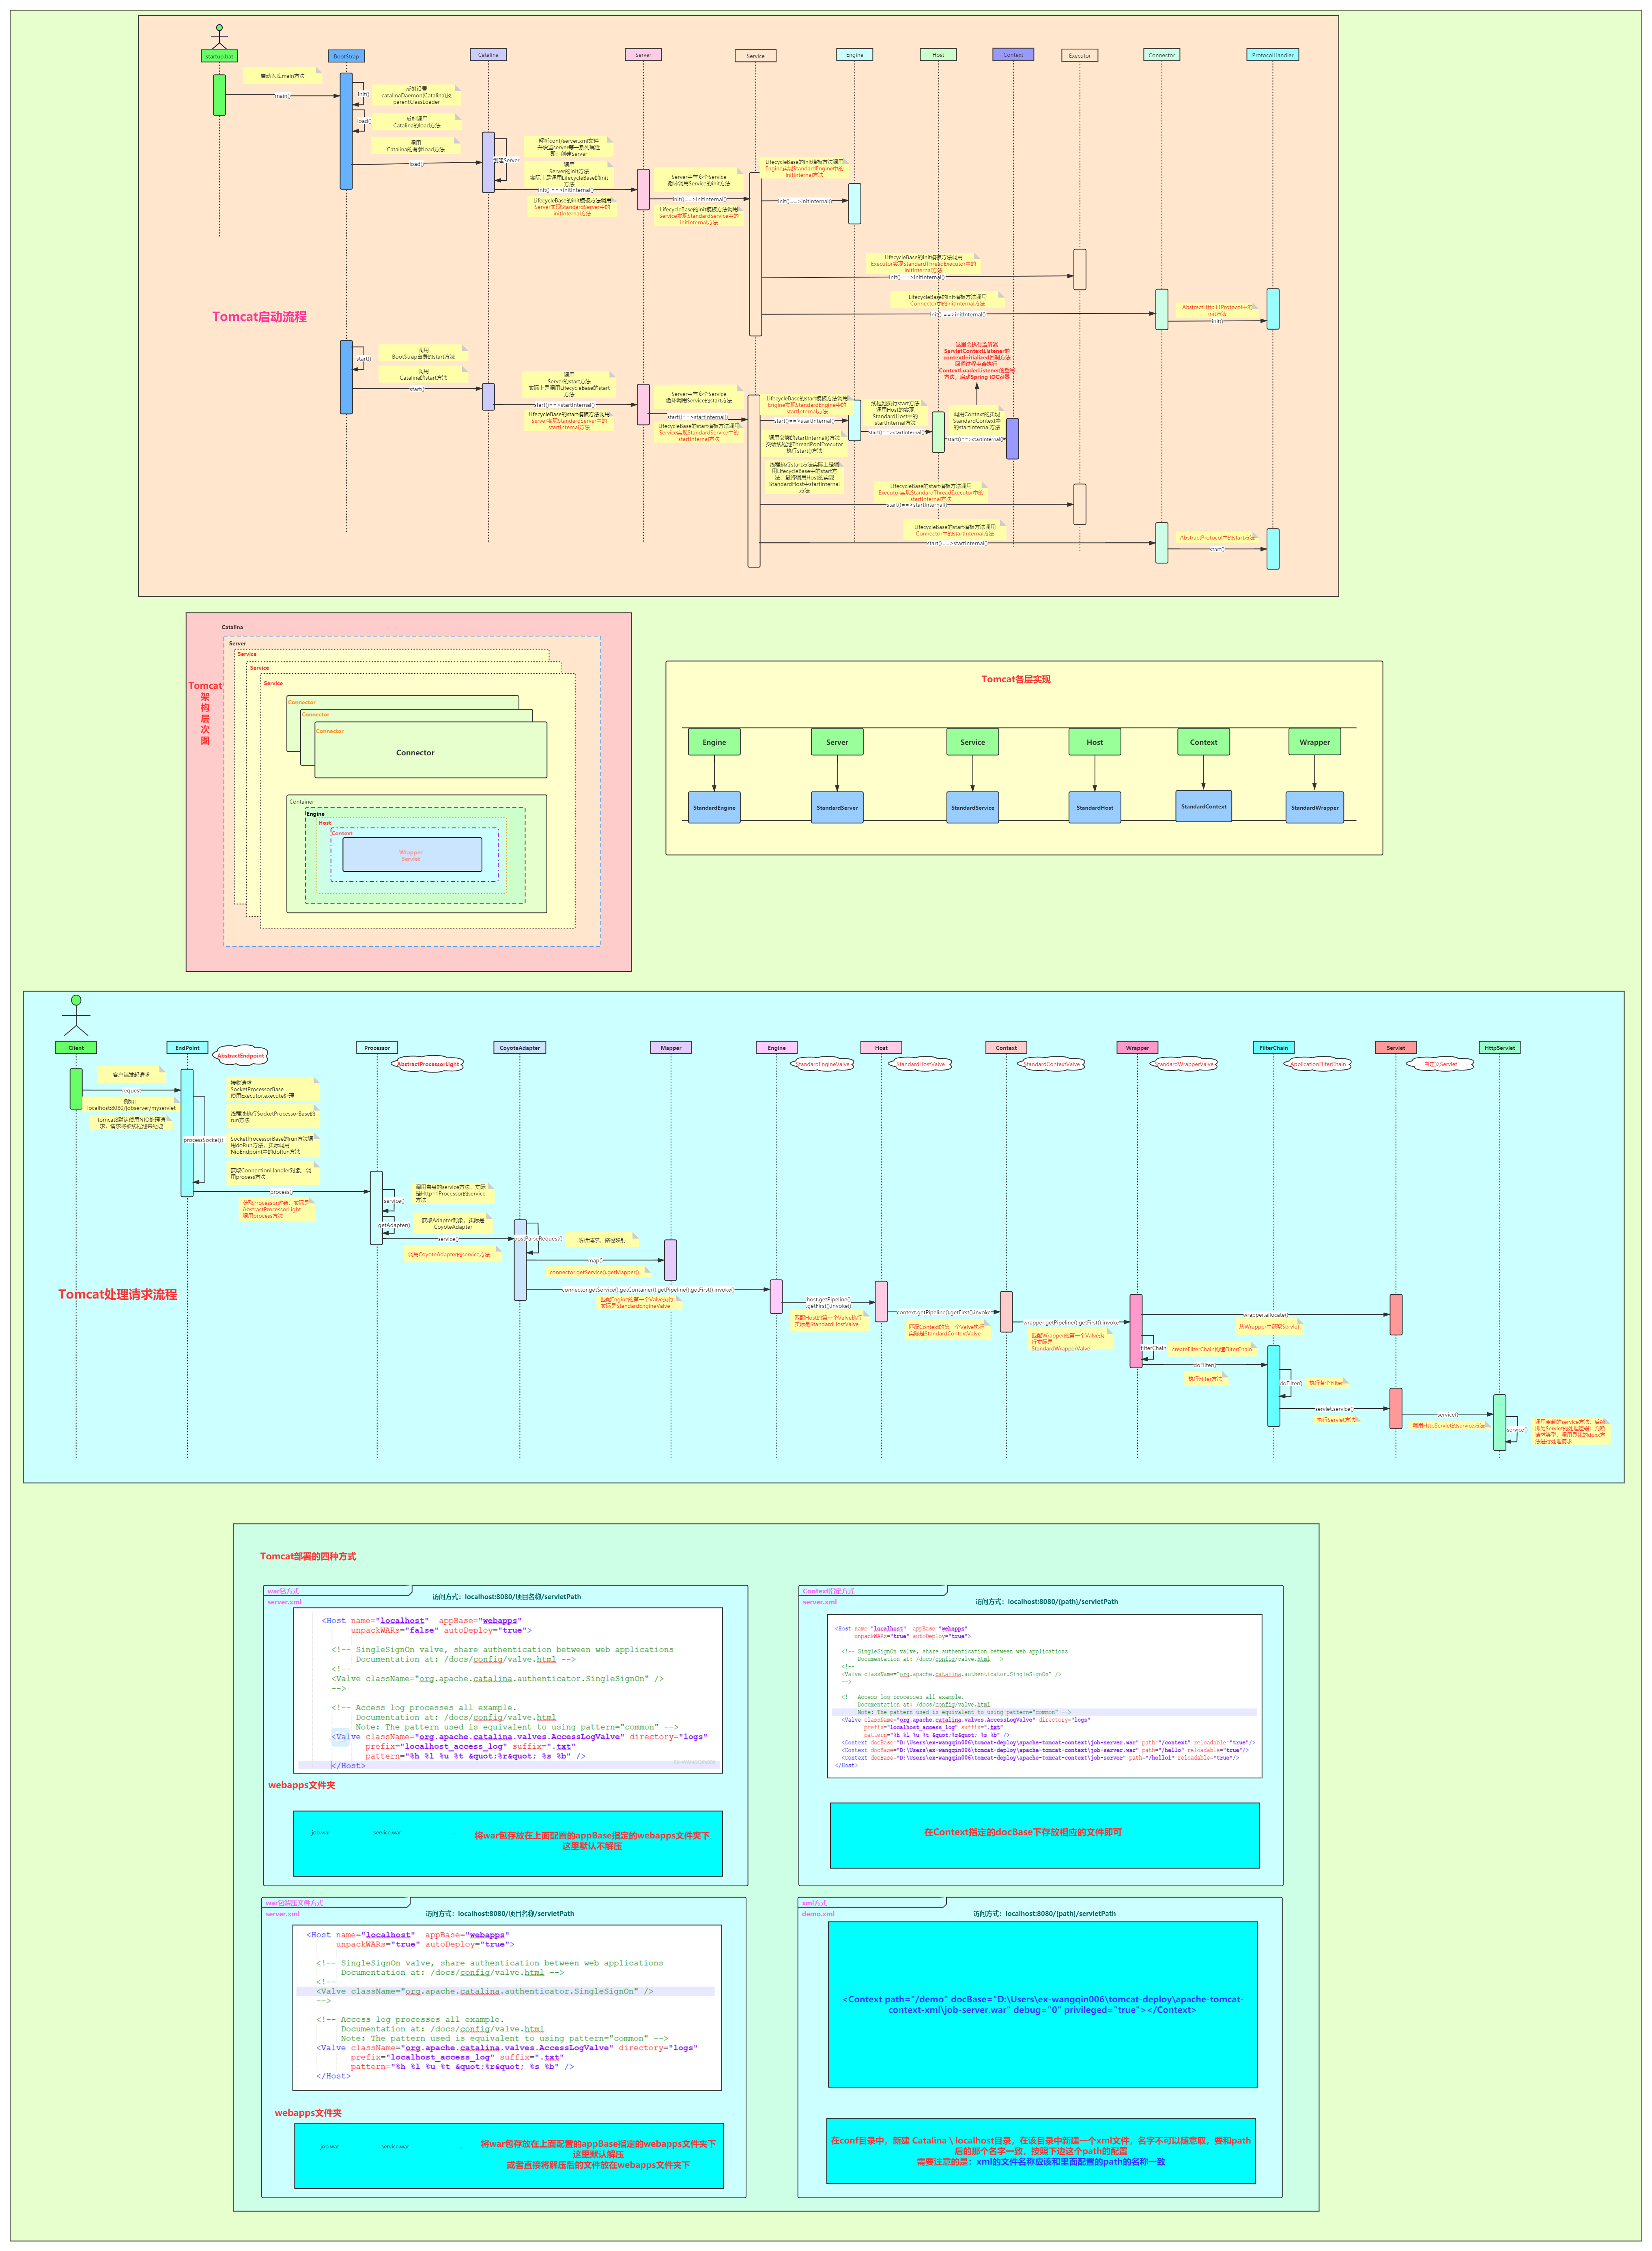 startup.bat
BootStrap
Catalina
Server
Service
Engine
Host
Context
Executor
Connector
ProtocolHandler
启动入库main方法
main()
init()
反射设置
catalinaDaemon(Catalina)及
parentClassLoader
load()
反射调用
Catalina的load方法
调用
Catalina的有参load方法
load()
创建Server
解析conf/server.xml文件
并设置server等一系列属性
即：创建Server
调用
Server的init方法
实际上是调用LifecycleBase的init
方法
init() ==>initInternal()
LifecycleBase的init模板方法调用
Server实现StandardServer中的
initInternal方法
Server中有多个Service
循环调用Service的init方法
init()==>initInternal()
LifecycleBase的init模板方法调用
Service实现StandardService中的
initInternal方法
LifecycleBase的init模板方法调用
Engine实现StandardEngine中的
initInternal方法
init()==>initInternal()
LifecycleBase的init模板方法调用
Executor实现StandardThreadExecutor中的
initInternal方法
init() ==>initInternal()
LifecycleBase的init模板方法调用
Connector中的initInternal方法
init() ==>initInternal()
AbstractHttp11Protocol中的
init方法
init()
Tomcat启动流程
start()
调用
BootStrap自身的start方法
调用
Catalina的start方法
start()
调用
Server的start方法
实际上是调用LifecycleBase的start
方法
start()==>startInternal()
LifecycleBase的start模板方法调用
Server实现StandardServer中的
startInternal方法
Server中有多个Service
循环调用Service的start方法
start()==>startInternal()
LifecycleBase的start模板方法调用
Service实现StandardService中的
startInternal方法
LifecycleBase的start模板方法调用
Engine实现StandardEngine中的
startInternal方法
start()==>startInternal()
调用父类的startInternal()方法
交给线程池ThreadPoolExecutor
执行start()方法
线程执行start方法实际上是调
用LifecycleBase中的start方
法，最终调用Host的实现
StandardHost中startInternal
方法
线程池执行start方法
调用Host的实现
StandardHost中的
startInternal方法
start()==>startInternal()
这里会执行监听器
ServletContextListener的
contextInitialized回调方法
回调过程中会执行
ContextLoaderListener的重写
方法，启动Spring IOC容器
调用Context的实现
StandardContext中
的startInternal方法
start()==>startInternal()
LifecycleBase的start模板方法调用
Executor实现StandardThreadExecutor中的
startInternal方法
start()==>startInternal()
LifecycleBase的start模板方法调用
Connector中的startInternal方法
start()==>startInternal()
AbstractProtocol中的start方法
start()
Tomcat
架
构
层
次
图
Catalina
Server
Service
Service
Service
Connector
Connector
Connector
Connector
Container
Engine
Host
Context
Wrapper
Servlet
Tomcat各层实现
Engine
Server
Service
Host
Context
Wrapper
StandardEngine
StandardServer
StandardService
StandardHost
StandardContext
StandardWrapper
Client
EndPoint
AbstractEndpoint
Processor
AbstractProcessorLight
CoyoteAdapter
Mapper
Engine
StandardEngineValve
Host
StandardHostValve
Context
StandardContextValve
Wrapper
StandardWrapperValve
FilterChain
ApplicationFilterChain
Servlet
自定义Servlet
HttpServlet
客户端发起请求
request
例如：
localhost:8080/jobserver/myservlet
tomcat8默认使用NIO处理请
求，请求将被线程池来处理
接收请求
SocketProcessorBase
使用Executor.execute处理
线程池执行SocketProcessorBase的
run方法
processSocke()
SocketProcessorBase的run方法调
用doRun方法，实际调用
NioEndpoint中的doRun方法
获取ConnectionHandler对象，调
用process方法
process()
获取Processor对象，实际是
AbstractProcessorLight
调用process方法
service()
调用自身的service方法，实际
是Http11Processor的service
方法
getAdapter()
获取Adapter对象，实际是
CoyoteAdapter
service()
调用CoyoteAdapter的service方法
postParseRequest()
解析请求、路径映射
map()
connector.getService().getMapper().
connector.getService().getContainer().getPipeline().getFirst().invoke()
匹配Engine的第一个Valve执行
实际是StandardEngineValve
host.getPipeline()
.getFirst().invoke()
匹配Host的第一个Valve执行
实际是StandardHostValve
context.getPipeline().getFirst().invoke
匹配Context的第一个Valve执行
实际是StandardContextValve
wrapper.getPipeline().getFirst().invoke
匹配Wrapper的第一个Valve执
行实际是
StandardWrapperValve
wrapper.allocate()
从Wrapper中获取Servlet
filterChain
createFilterChain构造FilterChain
doFilter()
执行Filter方法
doFilter()
执行各个Filter
servlet.service()
执行Servlet方法
service()
调用HttpServlet的service方法
service()
调用重载的service方法，后续
即为Servlet的处理逻辑：判断
请求类型，调用具体的doxx方
法进行处理请求
Tomcat处理请求流程
Tomcat部署的四种方式
war包方式
访问方式：localhost:8080/项目名称/servletPath
server.xml
<Host name="localhost"  appBase="webapps"
unpackWARs="false" autoDeploy="true">
<!-- SingleSignOn valve, share authentication between web applications
Documentation at: /docs/config/valve.html -->
<!--
<Valve className="org.apache.catalina.authenticator.SingleSignOn" />
-->
<!-- Access log processes all example.
Documentation at: /docs/config/valve.html
Note: The pattern used is equivalent to using pattern="common" -->
<Valve className="org.apache.catalina.valves.AccessLogValve" directory="logs"
prefix="localhost_access_log" suffix=".txt"
pattern="%h %l %u %t &quot;%r&quot; %s %b" />
</Host>
webapps文件夹
job.war
service.war
...
将war包存放在上面配置的appBase指定的webapps文件夹下
这里默认不解压
Context指定方式
访问方式：localhost:8080/{path}/servletPath
server.xml
<Host name="localhost"  appBase="webapps"
unpackWARs="true" autoDeploy="true">
<!-- SingleSignOn valve, share authentication between web applications
Documentation at: /docs/config/valve.html -->
<!--
<Valve className="org.apache.catalina.authenticator.SingleSignOn" />
-->
<!-- Access log processes all example.
Documentation at: /docs/config/valve.html
Note: The pattern used is equivalent to using pattern="common" -->
<Valve className="org.apache.catalina.valves.AccessLogValve" directory="logs"
prefix="localhost_access_log" suffix=".txt"
pattern="%h %l %u %t &quot;%r&quot; %s %b" />
<Context docBase="D:\Users\ex-wangqin006\tomcat-deploy\apache-tomcat-context\job-server.war" path="/context" reloadable="true"/>
<Context docBase="D:\Users\ex-wangqin006\tomcat-deploy\apache-tomcat-context\job-server.war" path="/hello" reloadable="true"/>
<Context docBase="D:\Users\ex-wangqin006\tomcat-deploy\apache-tomcat-context\job-server" path="/hello1" reloadable="true"/>
</Host>
在Context指定的docBase下存放相应的文件即可
war包解压文件方式
访问方式：localhost:8080/项目名称/servletPath
server.xml
<Host name="localhost"  appBase="webapps"
unpackWARs="true" autoDeploy="true">
<!-- SingleSignOn valve, share authentication between web applications
Documentation at: /docs/config/valve.html -->
<!--
<Valve className="org.apache.catalina.authenticator.SingleSignOn" />
-->
<!-- Access log processes all example.
Documentation at: /docs/config/valve.html
Note: The pattern used is equivalent to using pattern="common" -->
<Valve className="org.apache.catalina.valves.AccessLogValve" directory="logs"
prefix="localhost_access_log" suffix=".txt"
pattern="%h %l %u %t &quot;%r&quot; %s %b" />
</Host>
webapps文件夹
job.war
service.war
...
将war包存放在上面配置的appBase指定的webapps文件夹下
这里默认解压
或者直接将解压后的文件放在webapps文件夹下
xml方式
访问方式：localhost:8080/{path}/servletPath
demo.xml
<Context path="/demo" docBase="D:\Users\ex-wangqin006\tomcat-deploy\apache-tomcat-
context-xml\job-server.war" debug="0" privileged="true"></Context>
在conf目录中，新建 Catalina \ localhost目录，在该目录中新建一个xml文件，名字不可以随意取，要和path
后的那个名字一致，按照下边这个path的配置
需要注意的是：xml的文件名称应该和里面配置的path的名称一致